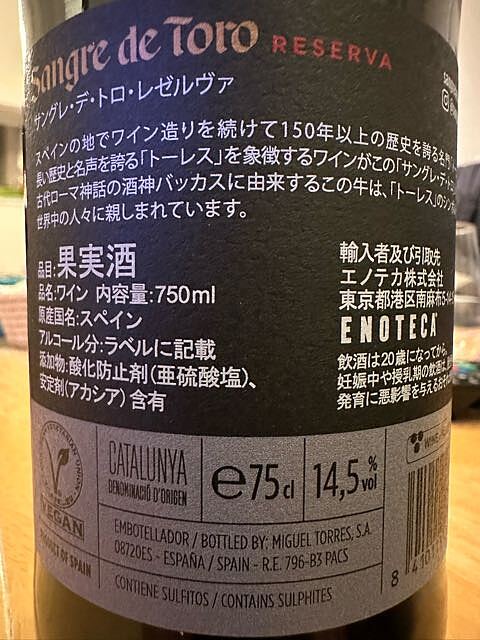 Sangre de Toro RESERVA
サングレ・デ・トロ・レゼルヴァ
スペインの地でワイン造りを続けて150年以上の歴史を誇る名門
長い歴史と名声を誇る「トーレス」を象徴するワインがこの「サングレ・デ・トロ
古代ローマ神話の酒神バッカスに由来するこの牛は、「トーレス」のシン
世界中の人々に親しまれています。
品目:果実酒
品名:ワイン 内容量:750ml
原産国名:スペイン
アルコール分:ラベルに記載
添加物:酸化防止剤(亜硫酸塩)、
安定剤(アカシア)含有
輸入者及び引取先
エノテカ株式会社
東京都港区南麻布5-14
ENOTECA
飲酒は20歳になってから。
妊娠中や授乳期の飲酒は、
発育に悪影響を与える
VEGAN
PRODUCT OF SPAIN
CATALUNYA
DENOMINACIÓ D'ORIGEN
e75cl
14,5% vol
WINE
EMBOTELLADOR / BOTTLED BY: MIGUEL TORRES, S.A.
08720ES - ESPAÑA / SPAIN - R.E. 796-B3 PACS
CONTIENE SULFITOS / CONTAINS SULPHITES
8 4101